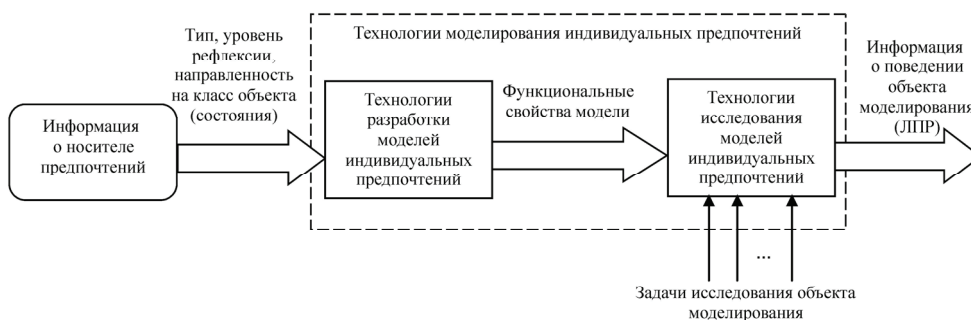 Тип, уровень
рефлексии,
направленность
на класс объекта
(состояния)
Информация
о носителе
предпочтений
Технологии моделирования индивидуальных предпочтений
Технологии
разработки
моделей
индивидуальных
предпочтений
Функциональные
свойства модели
Технологии
исследования
моделей
индивидуальных
предпочтений
Информация
о поведении
объекта
моделирования
(ЛПР)
...
Задачи исследования объекта
моделирования